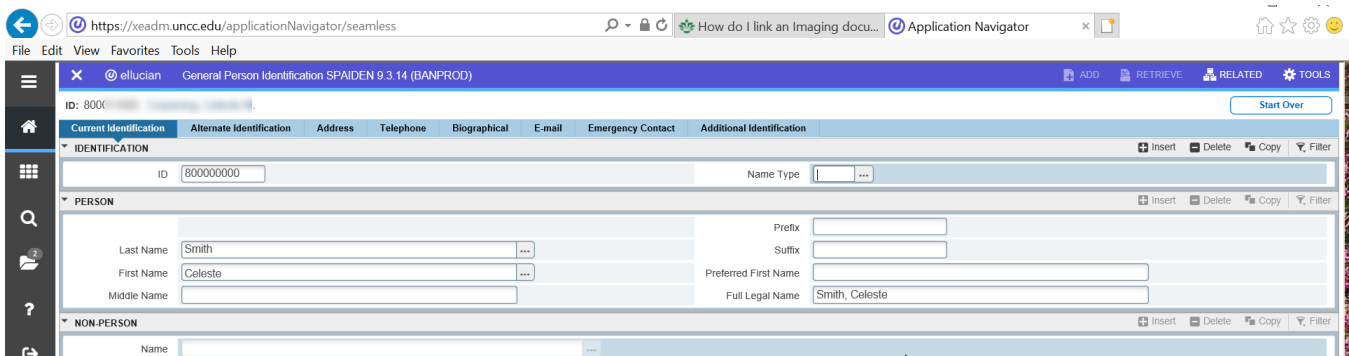 https://xeadm.uncc.edu/applicationNavigator/seamless How do I link an Imaging docu... Application Navigator
File Edit View Favorites Tools Help
ellucian General Person Identification SPAIDEN 9.3.14 (BANPROD) ADD RETRIEVE RELATED TOOLS
ID: 800 Start Over
Current Identification Alternate Identification Address Telephone Biographical E-mail Emergency Contact Additional Identification
IDENTIFICATION Insert Delete Copy Filter
ID 800000000 Name Type ...
PERSON Insert Delete Copy Filter
Prefix
Last Name Smith ... Suffix
First Name Celeste ... Preferred First Name
2
Middle Name Full Legal Name Smith, Celeste
?
NON-PERSON Insert Delete Copy Filter
Name ...